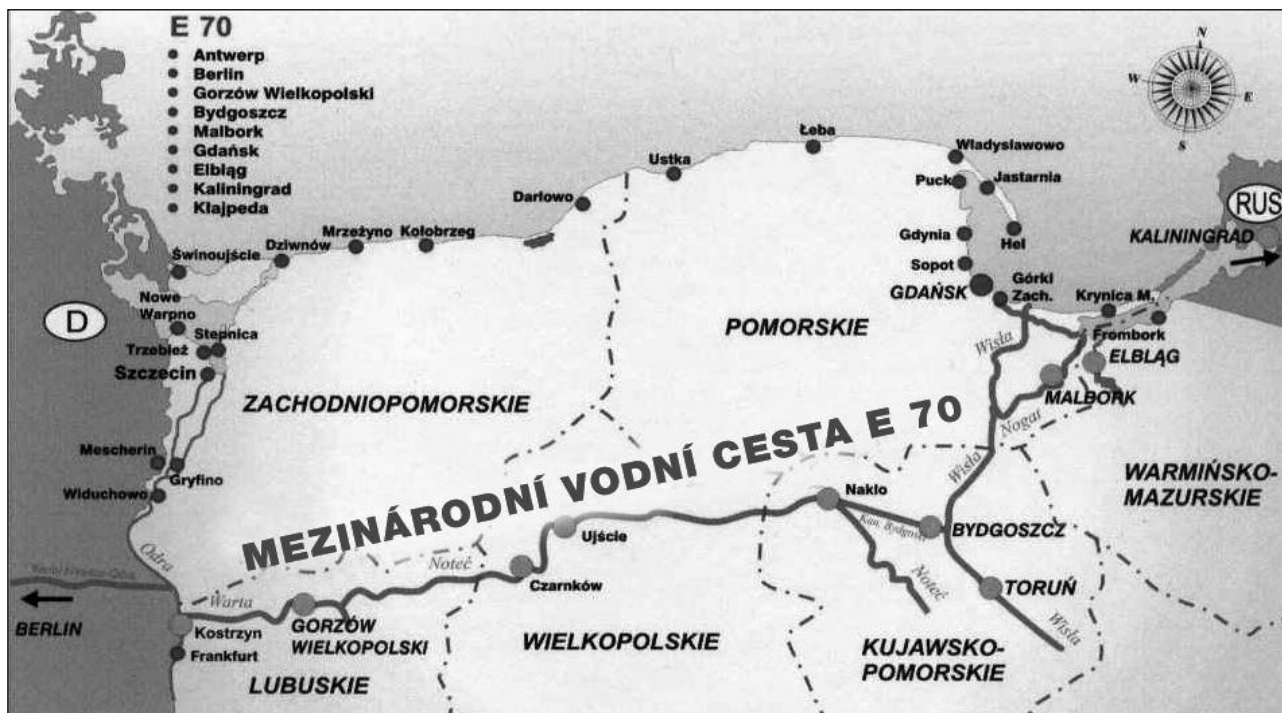 E 70
Antwerp
Berlin
Gorzów Wielkopolski
Bydgoszcz
Malbork
Gdańsk
Elbląg
Kaliningrad
Klajpeda
N
A
W
E
S
Łeba
Władysławowo
Ustka
Puck
Jastarnia
Darłowo
RUS
Mrzeżyno
Kołobrzeg
Gdynia
Hel
KALININGRAD
Dziwnów
Świnoujście
Sopot
GDAŃSK
Górki
Zach.
Krynica M.
Nowe
Warpno
D
Stepnica
POMORSKIE
Wisła
Frombork
Trzebież
ELBLĄG
Szczecin
MALBORK
ZACHODNIOPOMORSKIE
Nogat
MEZINÁRODNÍ VODNÍ CESTA E 70
Mescherin
Gryfino
Wisła
WARMIŃSKO-
MAZURSKIE
Widuchowo
Nakło
Kan. Bydgoski
BYDGOSZCZ
Ujście
Odra
Noteć
Czarnków
Noteć
TORUŃ
Warta
BERLIN
Kostrzyn
GORZÓW
WIELKOPOLSKI
WIELKOPOLSKIE
Wisła
Frankfurt
KUJAWSKO-
POMORSKIE
LUBUSKIE